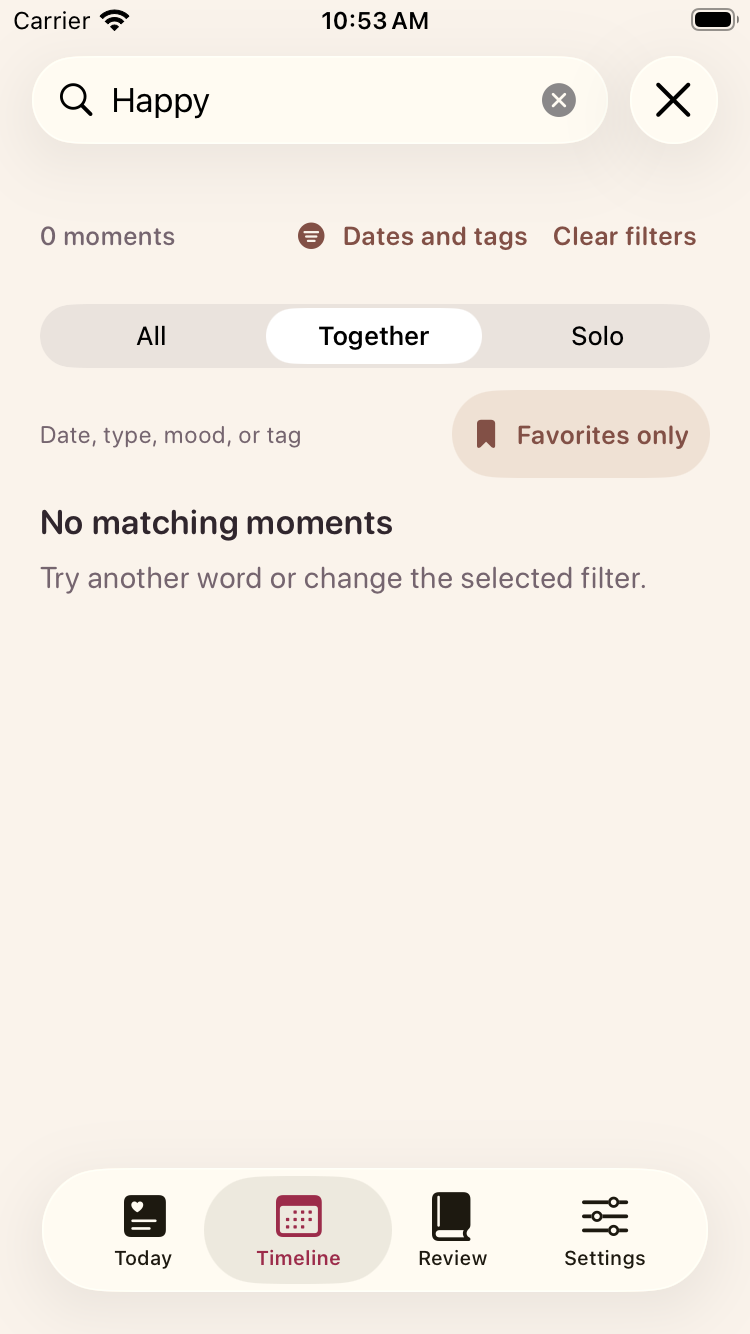 Carrier 10:53 AM
Happy
0 moments Dates and tags Clear filters
All Together Solo
Date, type, mood, or tag Favorites only
No matching moments
Try another word or change the selected filter.
Today Timeline Review Settings